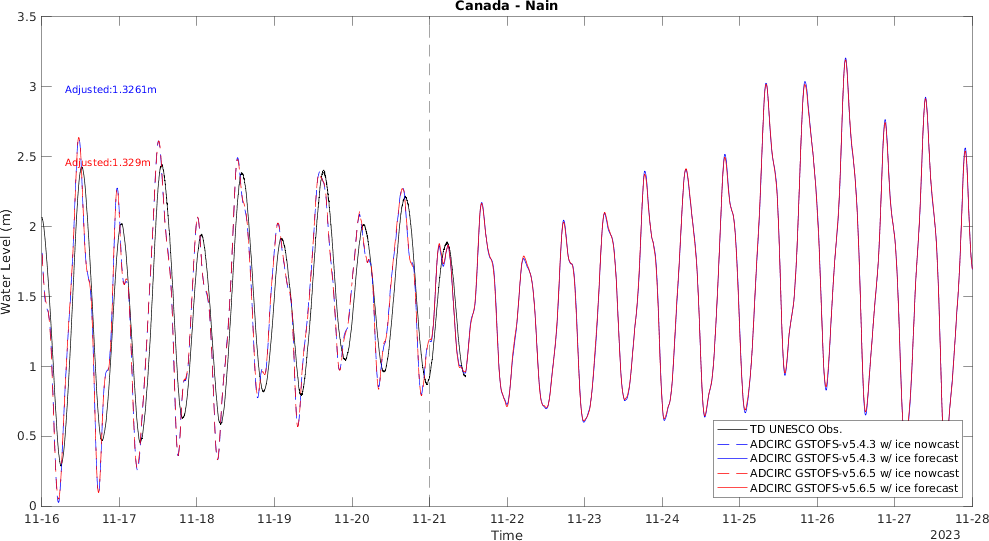 Canada - Nain
Water Level (m)
3.5
3
2.5
2
1.5
1
0.5
0
Adjusted:1.3261m
Adjusted:1.329m
TD UNESCO Obs.
ADCIRC GSTOFS-v5.4.3 w/ ice nowcast
ADCIRC GSTOFS-v5.4.3 w/ ice forecast
ADCIRC GSTOFS-v5.6.5 w/ ice nowcast
ADCIRC GSTOFS-v5.6.5 w/ ice forecast
11-16 11-17 11-18 11-19 11-20 11-21 11-22 11-23 11-24 11-25 11-26 11-27 11-28
Time
2023